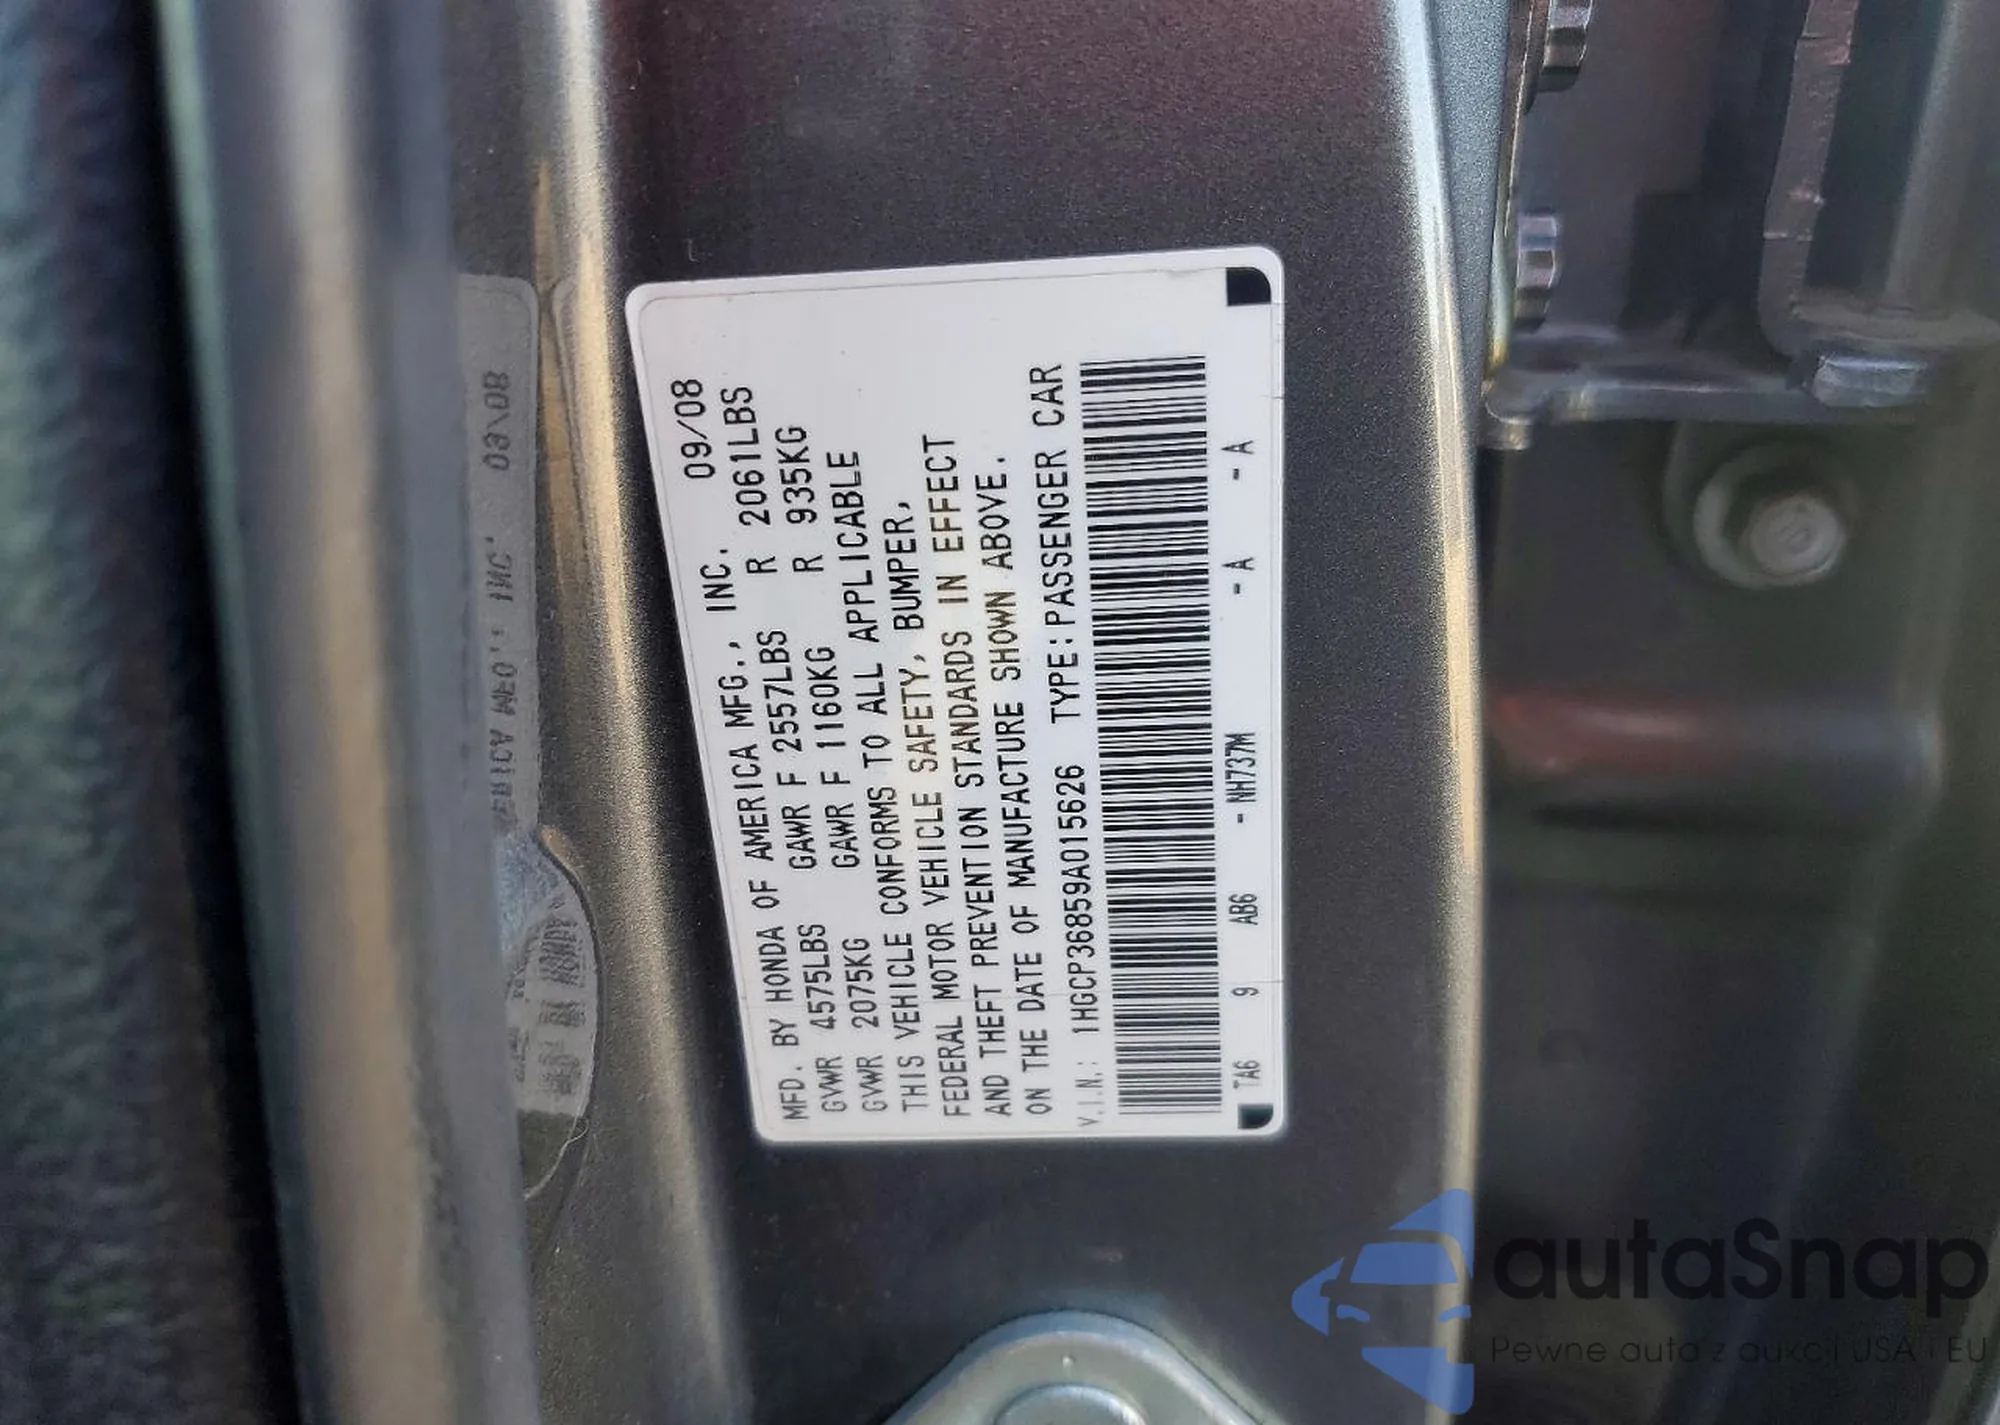 MFD. BY HONDA OF AMERICA MFG., INC. 09/08
GVWR 4575LBS GAWR F 2557LBS R 2061LBS
GVWR 2075KG GAWR F 1160KG R 935KG
THIS VEHICLE CONFORMS TO ALL APPLICABLE
FEDERAL MOTOR VEHICLE SAFETY, BUMPER,
AND THEFT PREVENTION STANDARDS IN EFFECT
ON THE DATE OF MANUFACTURE SHOWN ABOVE.
V.I.N.: 1HGCP36859A015626 TYPE:PASSENGER CAR
TA6 9 AB6 - NH737M - A - A
autaSnap
Pewne auta z aukcji USA i EU